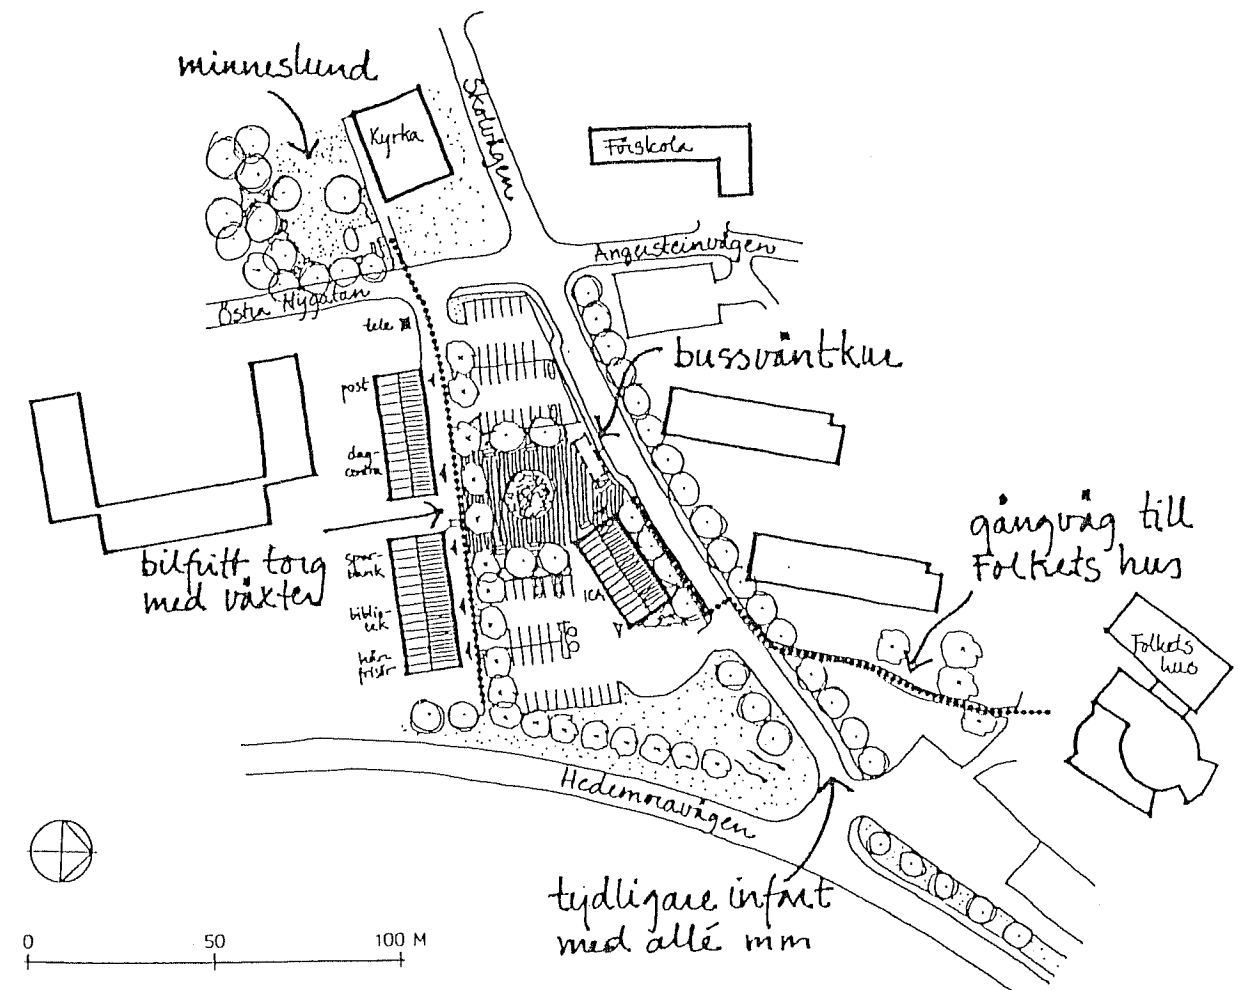 minneslund
Kyrka
Skolvägen
Förskola
Östra Nygatan
tele
bussväntkur
post
dag-
centra
bilfritt torg
med växter
spar-
bank
biblio-
tek
hår-
frisör
ICA
gångväg till
Folkets hus
Folkets
hus
Hedemoravägen
tydligare infart
med allé mm
0 50 100 M